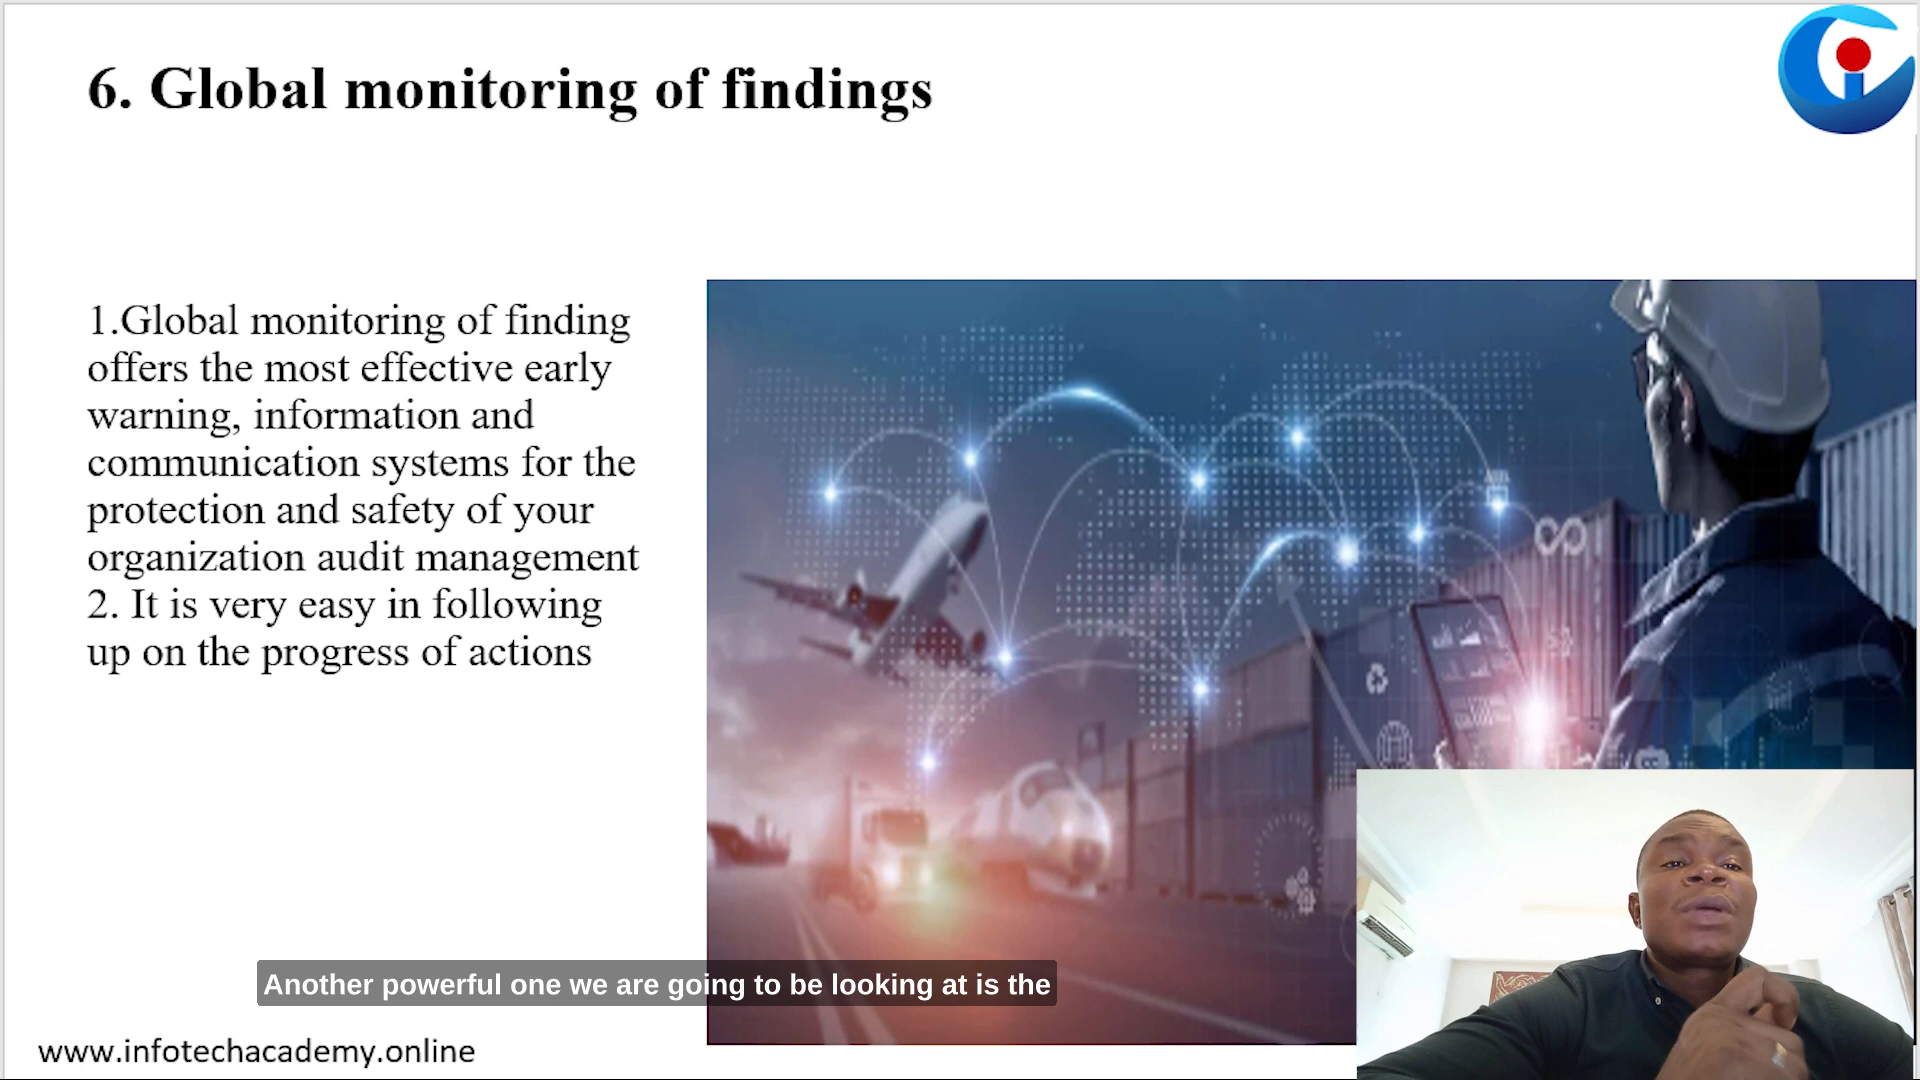 6. Global monitoring of findings
1.Global monitoring of finding
offers the most effective early
warning, information and
communication systems for the
protection and safety of your
organization audit management
2. It is very easy in following
up on the progress of actions
Another powerful one we are going to be looking at is the
www.infotechacademy.online